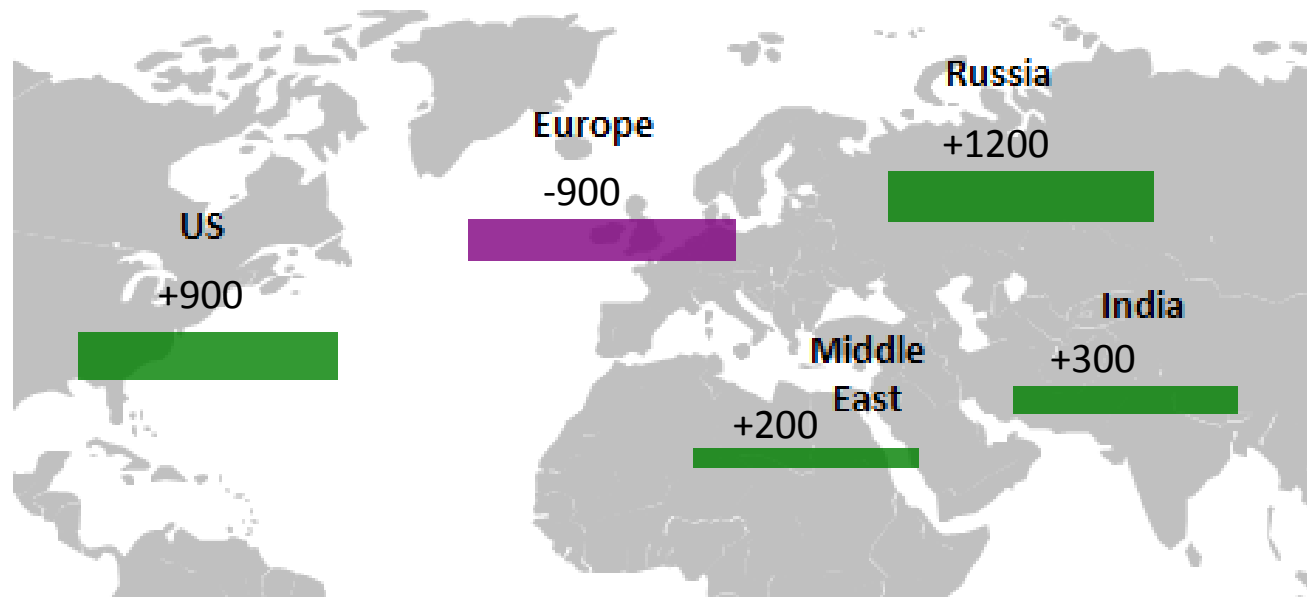 Russia
+1200
Europe
-900
US
+900
India
+300
Middle
East
+200